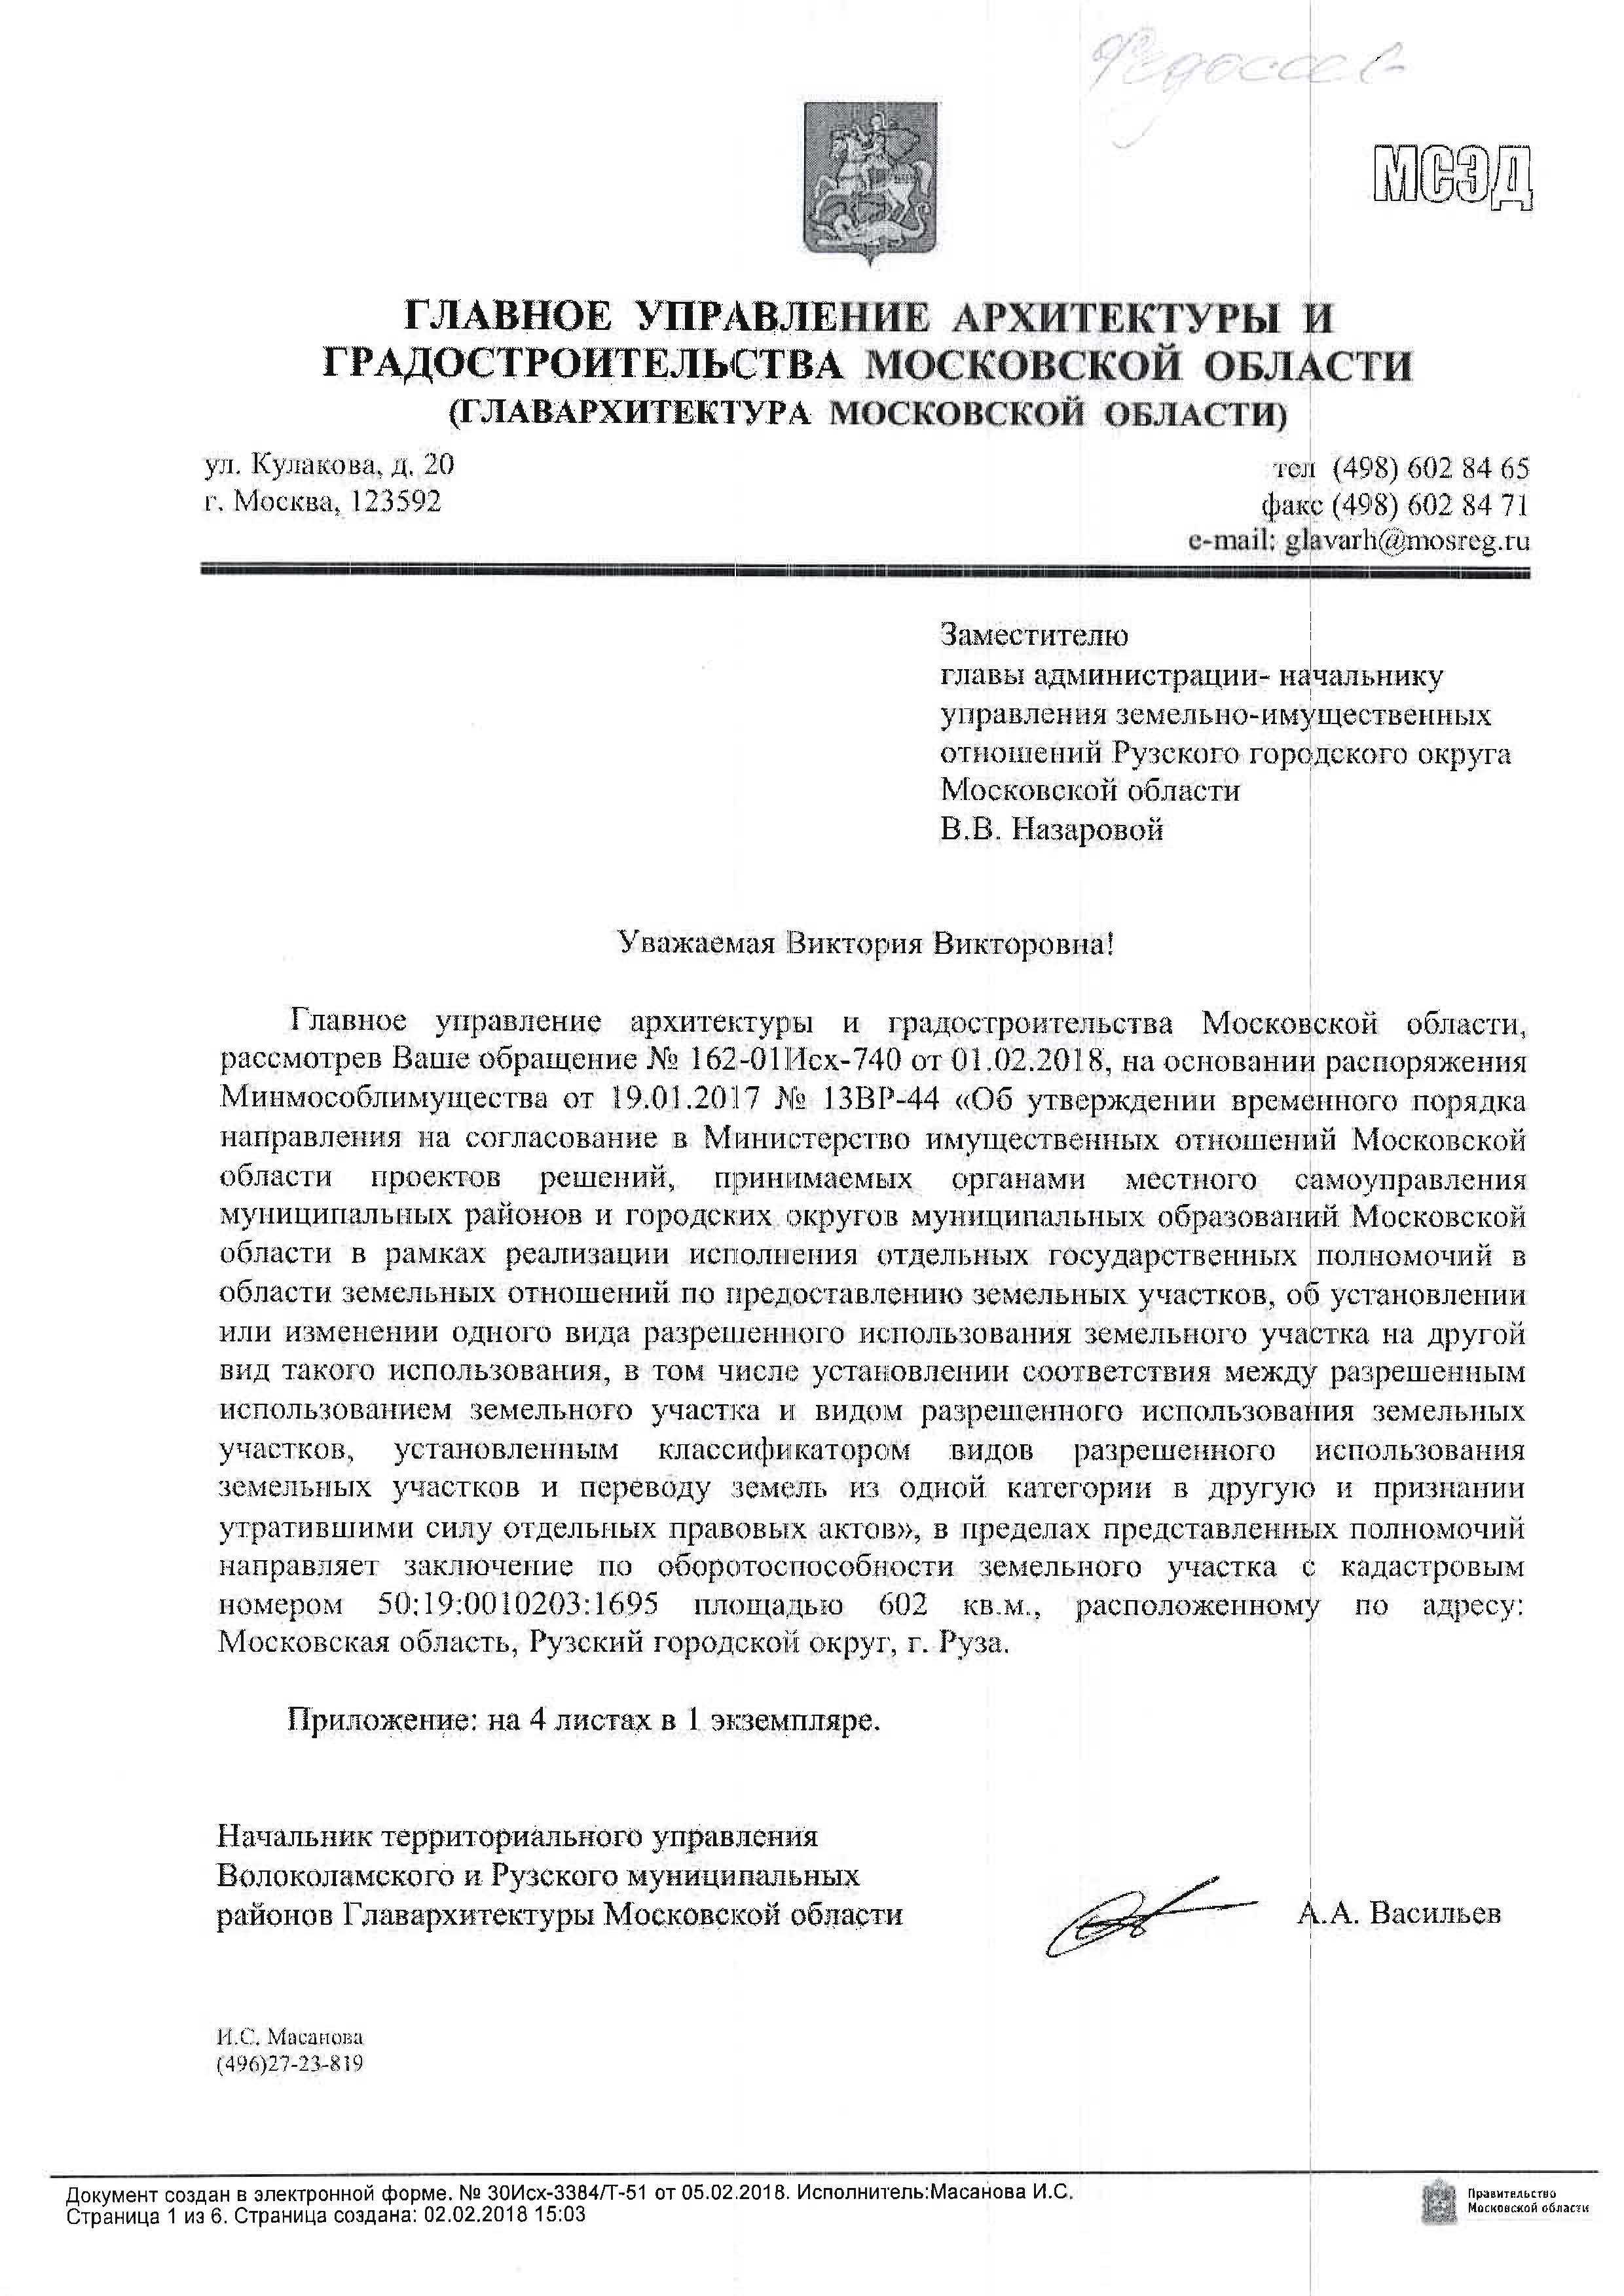 МСЭД
ГЛАВНОЕ УПРАВЛЕНИЕ АРХИТЕКТУРЫ И
ГРАДОСТРОИТЕЛЬСТВА МОСКОВСКОЙ ОБЛАСТИ
(ГЛАВАРХИТЕКТУРА МОСКОВСКОЙ ОБЛАСТИ)
ул. Кулакова, д. 20
г. Москва, 123592
тел (498) 602 84 65
факс (498) 602 84 71
e-mail: glavarh@mosreg.ru
Заместителю
главы администрации- начальнику
управления земельно-имущественных
отношений Рузского городского округа
Московской области
В.В. Назаровой
Уважаемая Виктория Викторовна!
Главное управление архитектуры и градостроительства Московской области,
рассмотрев Ваше обращение № 162-01Исх-740 от 01.02.2018, на основании распоряжения
Минмособлимущества от 19.01.2017 № 13ВР-44 «Об утверждении временного порядка
направления на согласование в Министерство имущественных отношений Московской
области проектов решений, принимаемых органами местного самоуправления
муниципальных районов и городских округов муниципальных образований Московской
области в рамках реализации исполнения отдельных государственных полномочий в
области земельных отношений по предоставлению земельных участков, об установлении
или изменении одного вида разрешенного использования земельного участка на другой
вид такого использования, в том числе установлении соответствия между разрешенным
использованием земельного участка и видом разрешенного использования земельных
участков, установленным классификатором видов разрешенного использования
земельных участков и переводу земель из одной категории в другую и признании
утратившими силу отдельных правовых актов», в пределах представленных полномочий
направляет заключение по оборотоспособности земельного участка с кадастровым
номером 50:19:0010203:1695 площадью 602 кв.м., расположенному по адресу:
Московская область, Рузский городской округ, г. Руза.
Приложение: на 4 листах в 1 экземпляре.
Начальник территориального управления
Волоколамского и Рузского муниципальных
районов Главархитектуры Московской области
А.А. Васильев
И.С. Масанова
(496)27-23-819
Документ создан в электронной форме. № 30Исх-3384/Т-51 от 05.02.2018. Исполнитель:Масанова И.С.
Страница 1 из 6. Страница создана: 02.02.2018 15:03
Правительство
Московской области